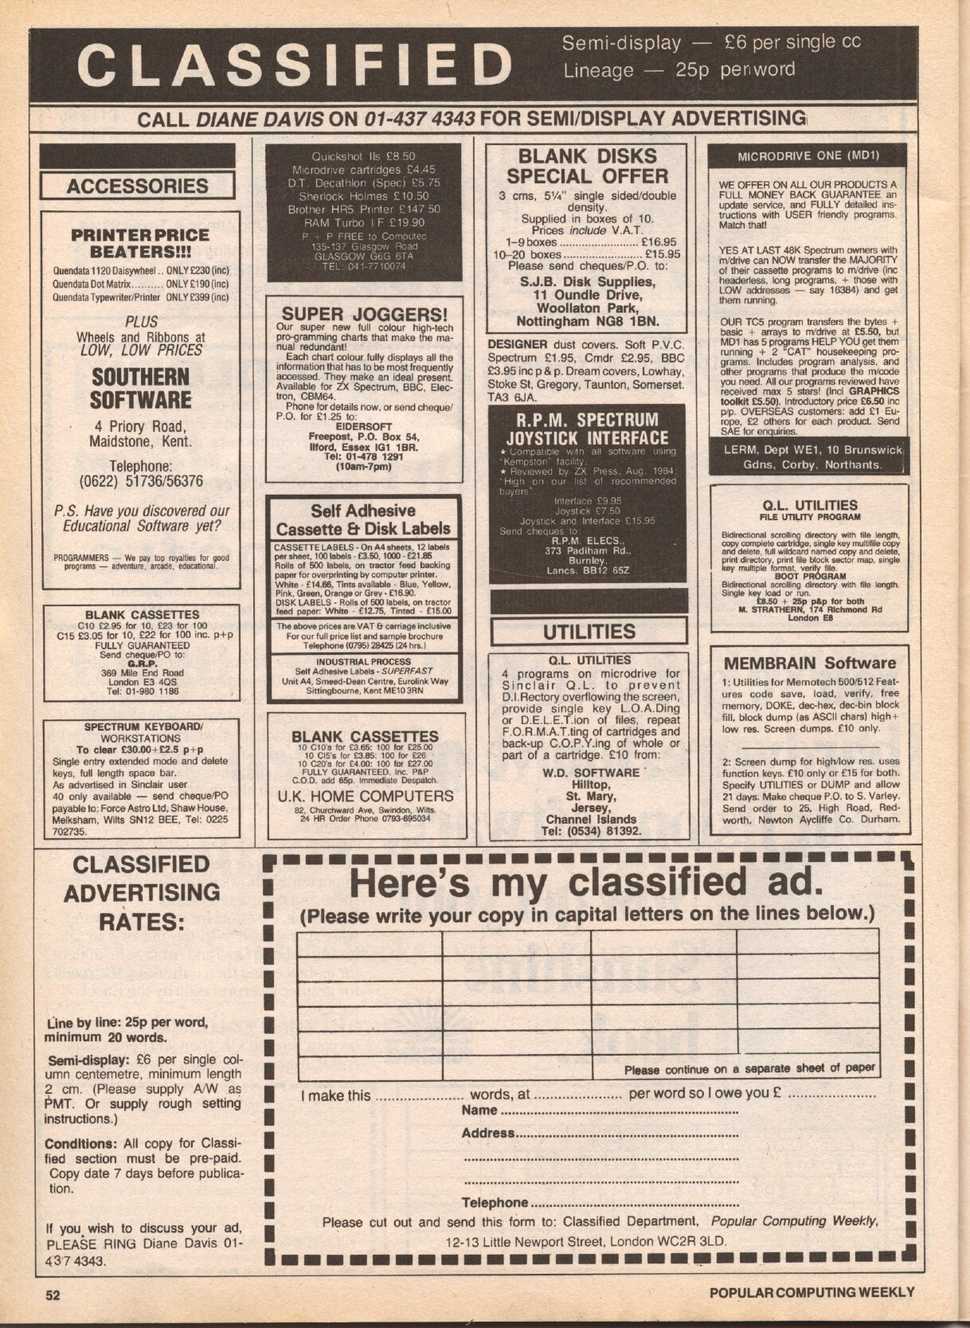 CLASSIFIED
Semi-display — £6 per single cc
Lineage — 25p per word
CALL DIANE DAVIS ON 01-437 4343 FOR SEMI/DISPLAY ADVERTISING
ACCESSORIES
PRINTER PRICE
BEATERS!!!
Quendata 1120 Daisywheel .. ONLY £230 (inc)
Quendata Dot Matrix.......... ONLY £190 (inc)
Quendata Typewriter/Printer ONLY £399 (inc)
PLUS
Wheels and Ribbons at
LOW, LOW PRICES
SOUTHERN
SOFTWARE
4 Priory Road,
Maidstone, Kent.
Telephone:
(0622) 51736/56376
P.S. Have you discovered our
Educational Software yet?
PROGRAMMERS — We pay top royalties for good
programs — adventure, arcade, educational.
BLANK CASSETTES
C10 £2.95 for 10, £23 for 100
C15 £3.05 for 10, £22 for 100 inc. p+p
FULLY GUARANTEED
Send cheque/PO to:
G.R.P.
369 Mile End Road
London E3 4QS
Tel: 01-980 1186
SPECTRUM KEYBOARD/
WORKSTATIONS
To clear £30.00+£2.5 p+p
Single entry extended mode and delete
keys, full length space bar.
As advertised in Sinclair user
40 only available — send cheque/PO
payable to: Force Astro Ltd, Shaw House,
Melksham, Wilts SN12 8EE, Tel: 0225
702735.
Quickshot IIs £8.50
Microdrive cartridges £4.45
D.T. Decathlon (Spec) £5.75
Sherlock Holmes £10.50
Brother HR5 Printer £147.50
RAM Turbo I F £19.90
P + P FREE to Computec
135-137 Glasgow Road
GLASGOW G6G 6TA
TEL: 041-7710074
SUPER JOGGERS!
Our super new full colour high-tech
pro-gramming charts that make the ma-
nual redundant!
Each chart colour fully displays all the
information that has to be most frequently
accessed. They make an ideal present.
Available for ZX Spectrum, BBC, Elec-
tron, CBM64.
Phone for details now, or send cheque/
P.O. for £1.25 to:
EIDERSOFT
Freepost, P.O. Box 54,
Ilford, Essex IG1 1BR.
Tel: 01-478 1291
(10am-7pm)
Self Adhesive
Cassette & Disk Labels
CASSETTE LABELS - On A4 sheets, 12 labels
per sheet, 100 labels - £3.50, 1000 - £21.85
Rolls of 500 labels, on tractor feed backing
paper for overprinting by computer printer.
White - £14.66, Tints available - Blue, Yellow,
Pink, Green, Orange or Grey - £16.90.
DISK LABELS - Rolls of 500 labels, on tractor
feed paper: White - £12.75, Tinted - £15.00
The above prices are VAT & carriage inclusive
For our full price list and sample brochure
Telephone (0795) 28425 (24 hrs.)
INDUSTRIAL PROCESS
Self Adhesive Labels - SUPERFAST
Unit A4, Smeed-Dean Centre, Eurolink Way
Sittingbourne, Kent ME10 3RN
BLANK CASSETTES
10 C10's for £3.65: 100 for £25.00
10 Cl5's for £3.85: 100 for £26
10 C20's for £4.00: 100 for £27.00
FULLY GUARANTEED. Inc. P&P
C.O.D. add 65p. Immediate Despatch.
U.K. HOME COMPUTERS
82, Churchward Ave, Swindon, Wilts.
24 HR Order Phone 0793-695034
BLANK DISKS
SPECIAL OFFER
3 cms, 5¼" single sided/double
density.
Supplied in boxes of 10.
Prices include V.A.T.
1–9 boxes .......................... £16.95
10–20 boxes ..................... £15.95
Please send cheques/P.O. to:
S.J.B. Disk Supplies,
11 Oundle Drive,
Woollaton Park,
Nottingham NG8 1BN.
DESIGNER dust covers. Soft P.V.C.
Spectrum £1.95, Cmdr £2.95, BBC
£3.95 inc p & p. Dream covers, Lowhay,
Stoke St, Gregory, Taunton, Somerset.
TA3 6JA.
R.P.M. SPECTRUM
JOYSTICK INTERFACE
★ Compatible with all software using
"Kempston" facility.
★ Reviewed by ZX Press, Aug. 1984:
"High on our list of recommended
buyers"
Interface £9.95
Joystick £7.50
Joystick and Interface £15.95
Send cheques to:
R.P.M. ELECS.,
373 Padiham Rd.,
Burnley.
Lancs. BB12 6SZ
UTILITIES
Q.L. UTILITIES
4 programs on microdrive for
Sinclair Q.L. to prevent
D.I.Rectory overflowing the screen,
provide single key L.O.A.Ding
or D.E.L.E.T.ion of files, repeat
F.O.R.M.A.T.ting of cartridges and
back-up C.O.P.Y.ing of whole or
part of a cartridge. £10 from:
W.D. SOFTWARE
Hilltop,
St. Mary,
Jersey,
Channel Islands
Tel: (0534) 81392.
MICRODRIVE ONE (MD1)
WE OFFER ON ALL OUR PRODUCTS A
FULL MONEY BACK GUARANTEE an
update service, and FULLY detailed ins-
tructions with USER friendly programs.
Match that!
YES AT LAST 48K Spectrum owners with
m/drive can NOW transfer the MAJORITY
of their cassette programs to m/drive (inc
headerless, long programs, + those with
LOW addresses — say 16384) and get
them running.
OUR TC5 program transfers the bytes +
basic + arrays to m/drive at £5.50, but
MD1 has 5 programs HELP YOU get them
running + 2 "CAT" housekeeping pro-
grams. Includes program analysis, and
other programs that produce the m/code
you need. All our programs reviewed have
received max 5 stars! (Incl GRAPHICS
toolkit £5.50). Introductory price £6.50 inc
p/p. OVERSEAS customers: add £1 Eu-
rope, £2 others for each product. Send
SAE for enquiries.
LERM, Dept WE1, 10 Brunswick
Gdns, Corby, Northants.
Q.L. UTILITIES
FILE UTILITY PROGRAM
Bidirectional scrolling directory with file length,
copy complete cartridge, single key multifile copy
and delete, full wildcard named copy and delete,
print directory, print file block sector map, single
key multiple format, verify file.
BOOT PROGRAM
Bidirectional scrolling directory with file length.
Single key load or run.
£8.50 + 25p p&p for both
M. STRATHERN, 174 Richmond Rd
London E8
MEMBRAIN Software
1: Utilities for Memotech 500/512 Feat-
ures code save, load, verify, free
memory, DOKE, dec-hex, dec-bin block
fill, block dump (as ASCII chars) high+
low res. Screen dumps. £10 only.
2: Screen dump for high/low res. uses
function keys. £10 only or £15 for both.
Specify UTILITIES or DUMP and allow
21 days. Make cheque P.O. to S. Varley.
Send order to 25, High Road, Red-
worth, Newton Aycliffe Co. Durham.
CLASSIFIED
ADVERTISING
RATES:
Line by line: 25p per word,
minimum 20 words.
Semi-display: £6 per single col-
umn centemetre, minimum length
2 cm. (Please supply A/W as
PMT. Or supply rough setting
instructions.)
Conditions: All copy for Classi-
fied section must be pre-paid.
Copy date 7 days before publica-
tion.
If you wish to discuss your ad,
PLEASE RING Diane Davis 01-
437 4343.
Here's my classified ad.
(Please write your copy in capital letters on the lines below.)
Please continue on a separate sheet of paper
I make this ...................... words, at ...................... per word so I owe you £ ......................
Name ..........................................................
Address.......................................................
Telephone ....................................................
Please cut out and send this form to: Classified Department, Popular Computing Weekly,
12-13 Little Newport Street, London WC2R 3LD.
52
POPULAR COMPUTING WEEKLY